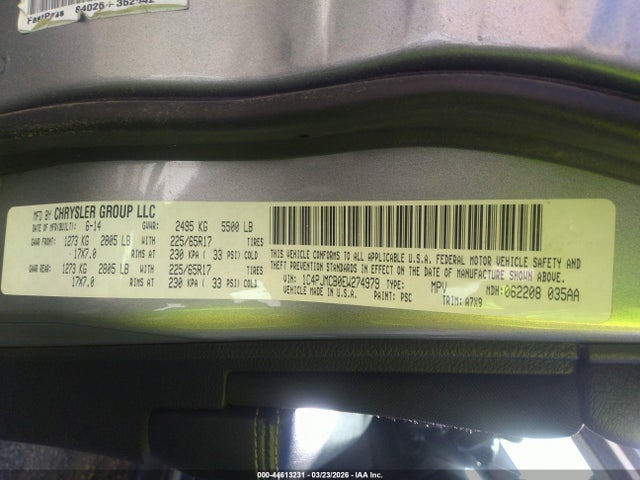 FastPass 84026 + 352442
MFD BY CHRYSLER GROUP LLC
DATE OF MFD(BUILT): 6-14 GVWR: 2495 KG 5500 LB
GAWR FRONT: 1273 KG 2805 LB WITH 225/65R17 TIRES
17X7.0 RIMS AT 230 KPA ( 33 PSI) COLD
GAWR REAR: 1273 KG 2805 LB WITH 225/65R17 TIRES
17X7.0 RIMS AT 230 KPA ( 33 PSI) COLD
THIS VEHICLE CONFORMS TO ALL APPLICABLE U.S.A. FEDERAL MOTOR VEHICLE SAFETY AND
THEFT PREVENTION STANDARDS IN EFFECT ON THE DATE OF MANUFACTURE SHOWN ABOVE.
VIN: 1C4PJMCB0EW274979 TYPE: MPV MDH: 062208 035AA
VEHICLE MADE IN U.S.A. PAINT: PSC TRIM: A7X9
000-44613231 - 03/23/2026 - IAA Inc.